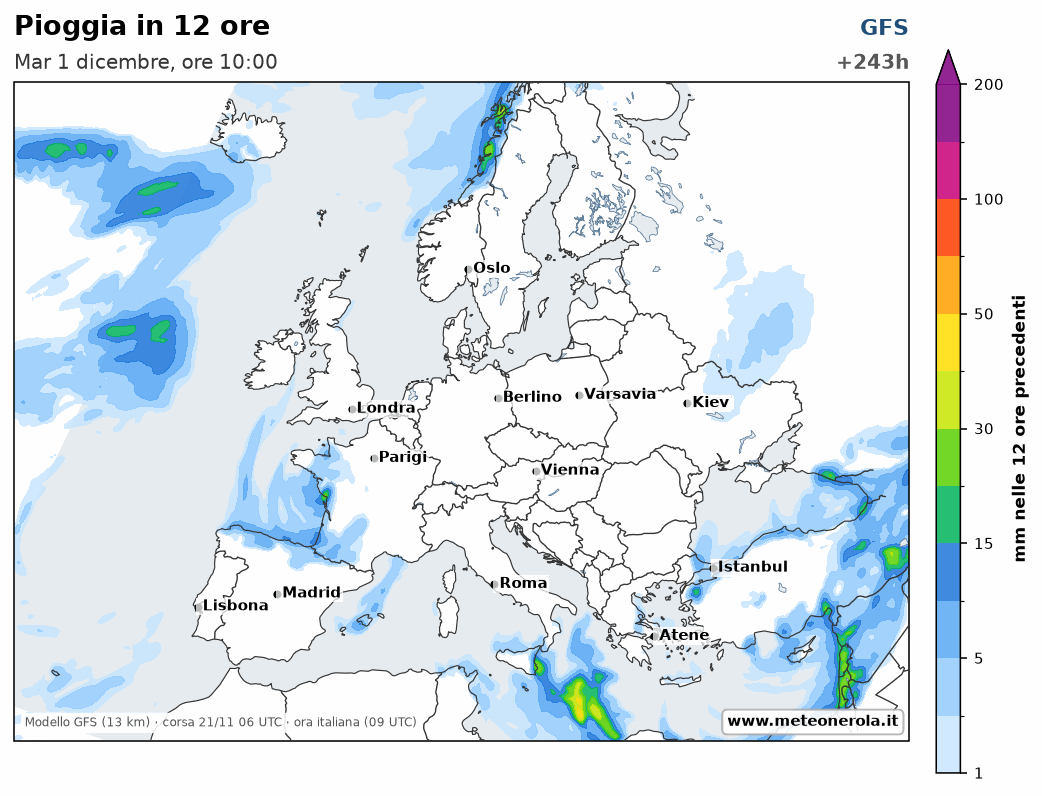 Pioggia in 12 ore
GFS
Mar 1 dicembre, ore 10:00
+243h
200
100
50
30
15
5
1
mm nelle 12 ore precedenti
Oslo
Berlino
Varsavia
Kiev
Londra
Parigi
Vienna
Istanbul
Roma
Madrid
Lisbona
Atene
Modello GFS (13 km) · corsa 21/11 06 UTC · ora italiana (09 UTC)
www.meteonerola.it